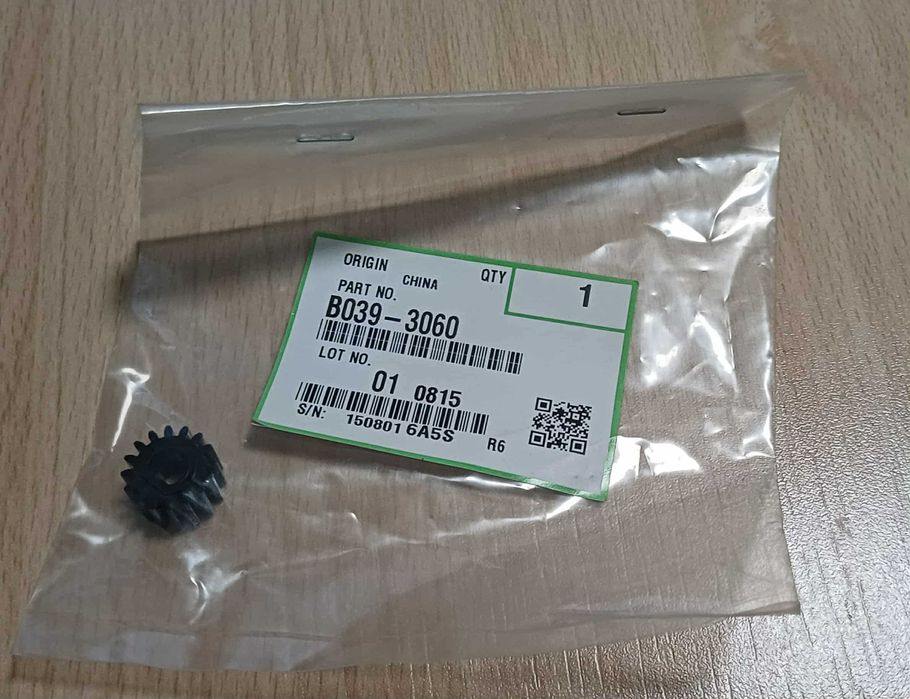 ORIGIN CHINA QTY 1
PART NO.
B039-3060
LOT NO.
01 0815
S/N: 150801 6A5S R6